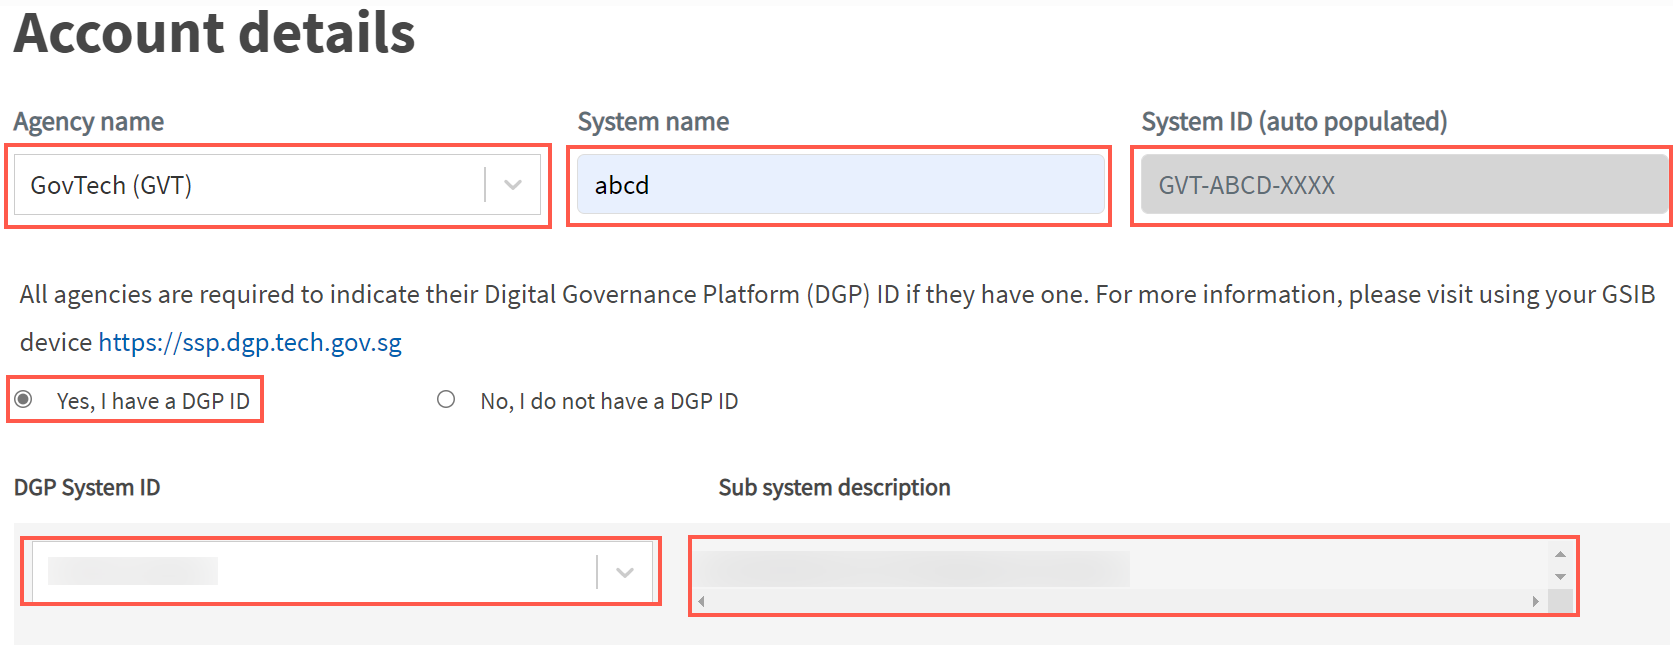 Account details
Agency name
System name
System ID (auto populated)
GovTech (GVT)
abcd
GVT-ABCD-XXXX
All agencies are required to indicate their Digital Governance Platform (DGP) ID if they have one. For more information, please visit using your GSIB
device https://ssp.dgp.tech.gov.sg
Yes, I have a DGP ID
No, I do not have a DGP ID
DGP System ID
Sub system description